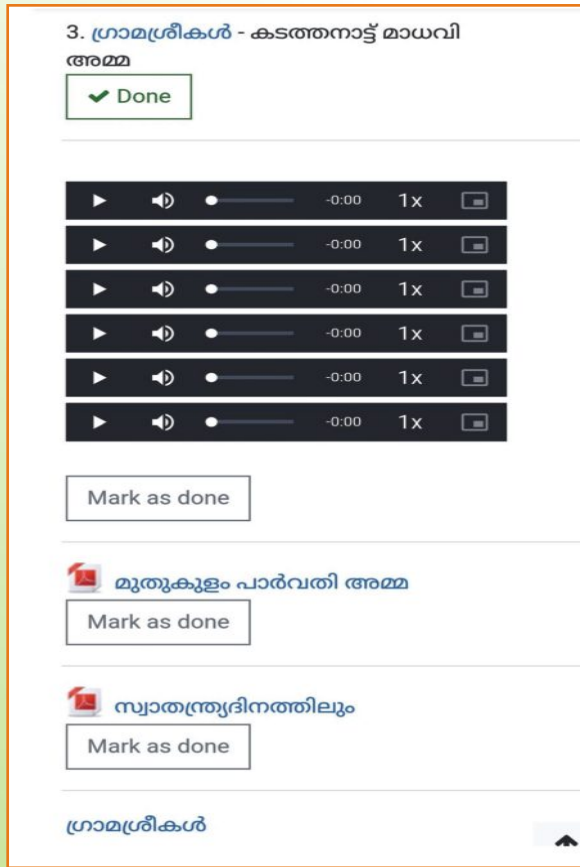 3. ഗ്രാമശ്രീകൾ - കടത്തനാട്ട് മാധവി
അമ്മ
Done
-0:00 1x
-0:00 1x
-0:00 1x
-0:00 1x
-0:00 1x
-0:00 1x
Mark as done
മുതുകുളം പാർവതി അമ്മ
Mark as done
സ്വാതന്ത്ര്യദിനത്തിലും
Mark as done
ഗ്രാമശ്രീകൾ